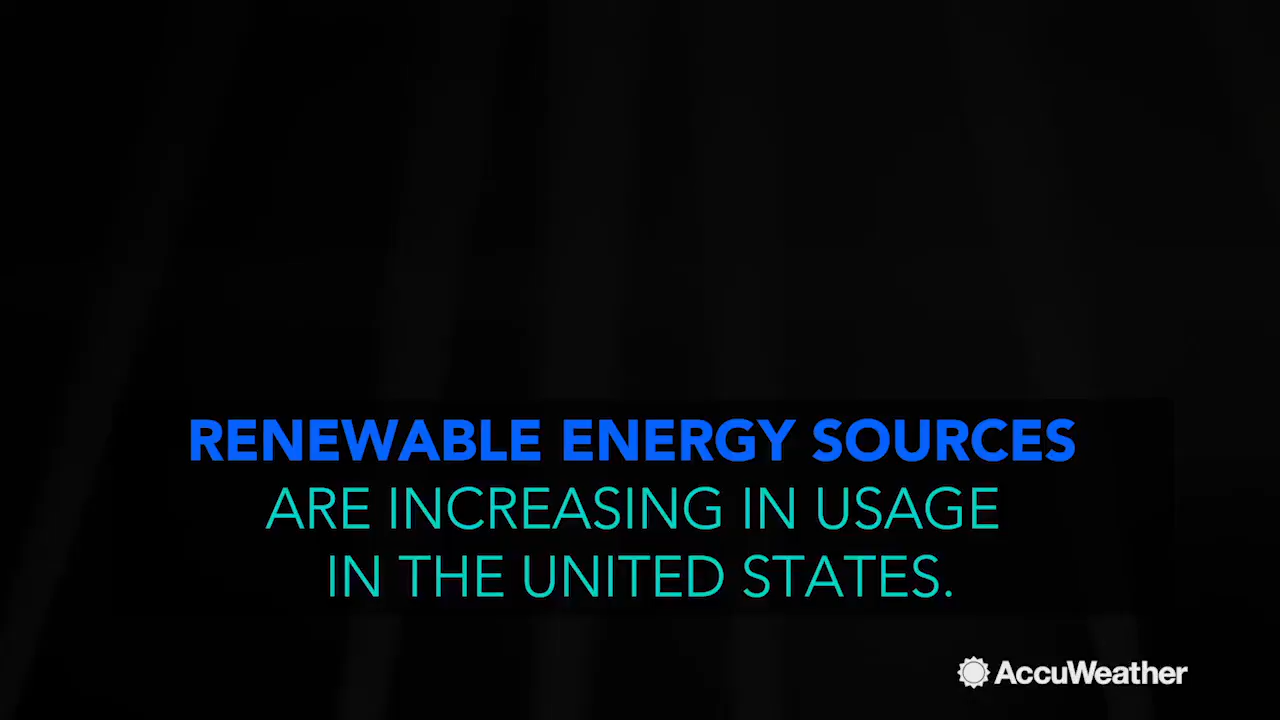 RENEWABLE ENERGY SOURCES
ARE INCREASING IN USAGE
IN THE UNITED STATES.
AccuWeather